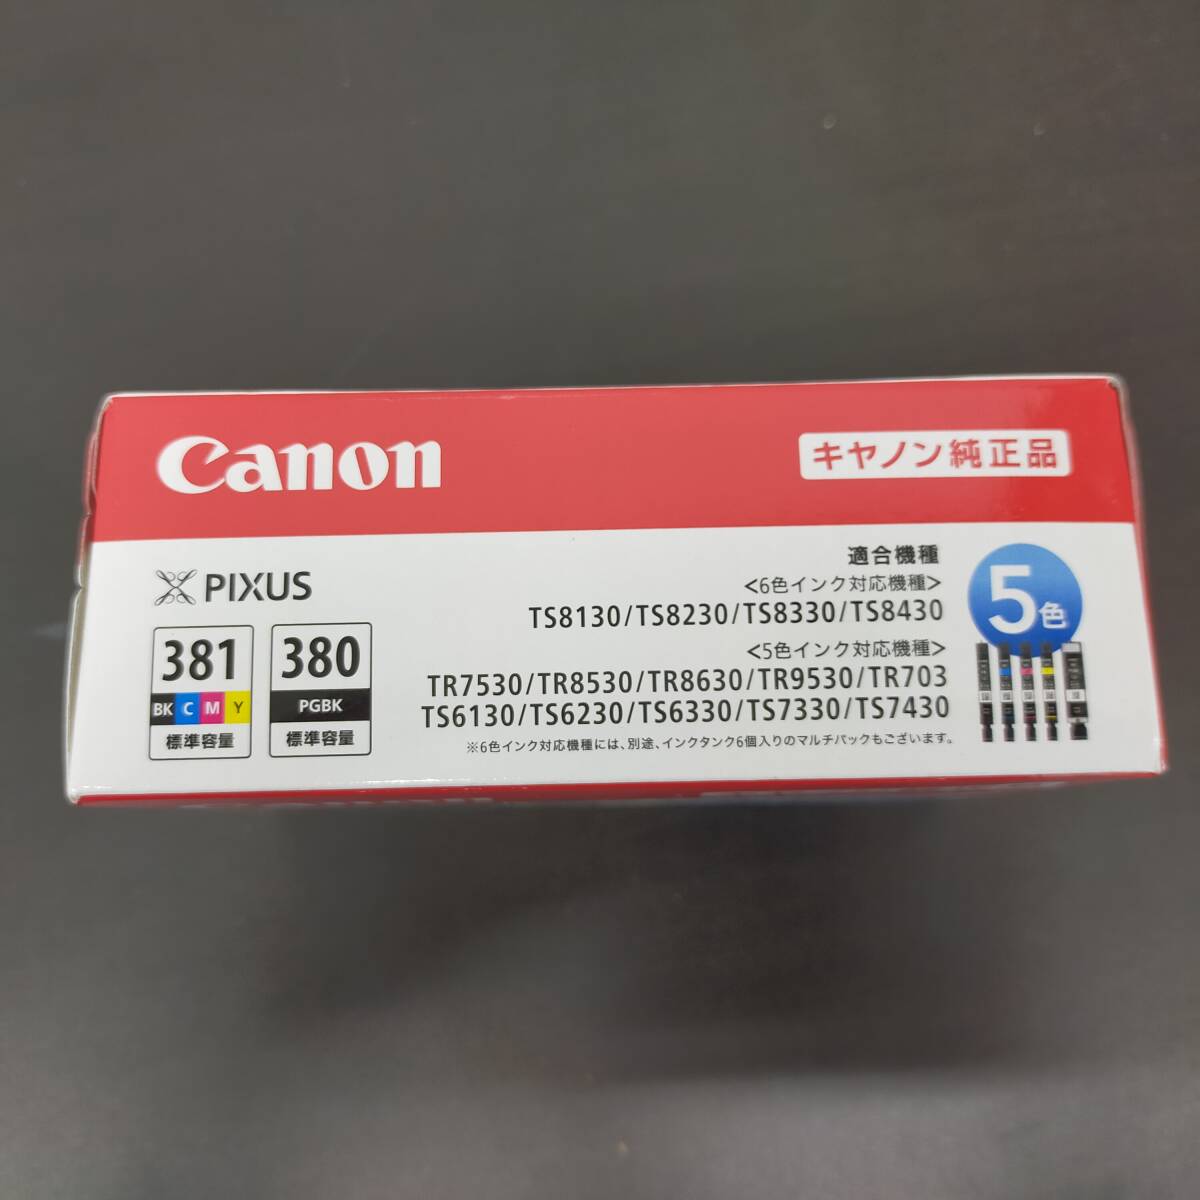 Canon
キヤノン純正品
PIXUS
381
BK C M Y
標準容量
380
PGBK
標準容量
適合機種
<6色インク対応機種>
TS8130/TS8230/TS8330/TS8430
<5色インク対応機種>
TR7530/TR8530/TR8630/TR9530/TR703
TS6130/TS6230/TS6330/TS7330/TS7430
※6色インク対応機種には、別途、インクタンク6個入りのマルチパックもございます。
5色